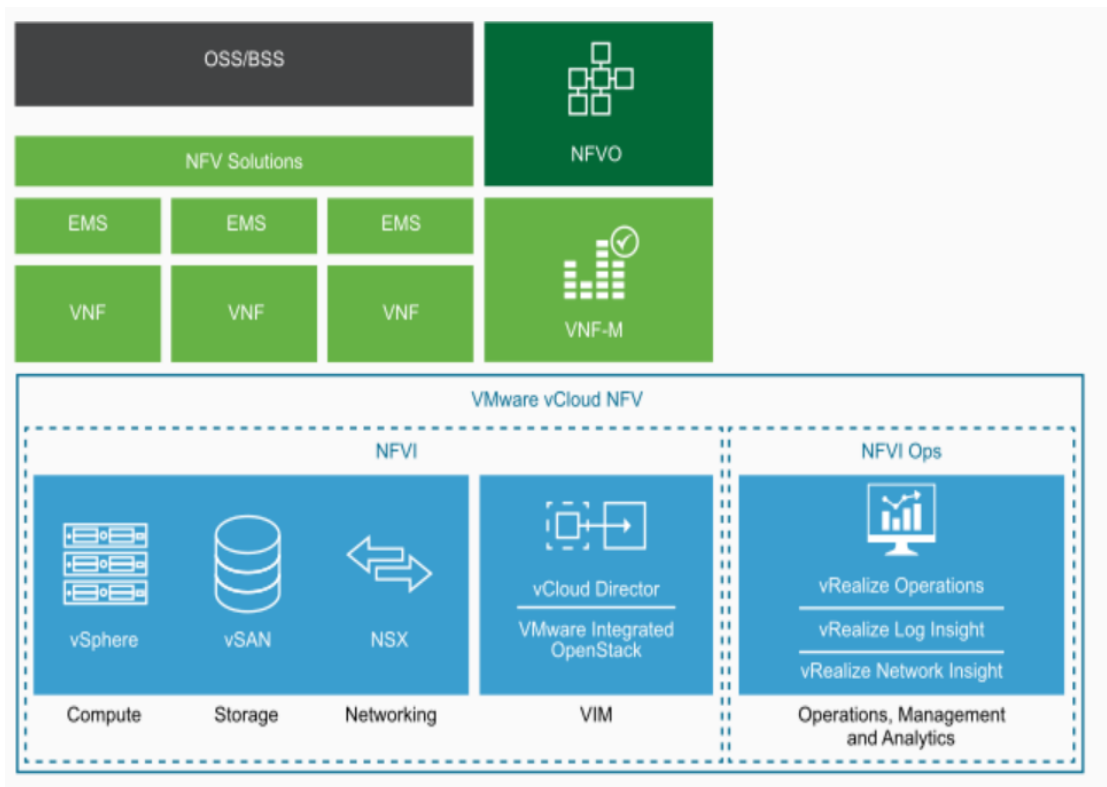 OSS/BSS
NFVO
NFV Solutions
EMS
EMS
EMS
VNF
VNF
VNF
VNF-M
VMware vCloud NFV
NFVI
NFVI Ops
vSphere
vSAN
NSX
vCloud Director
VMware Integrated
OpenStack
vRealize Operations
vRealize Log Insight
vRealize Network Insight
Compute
Storage
Networking
VIM
Operations, Management
and Analytics